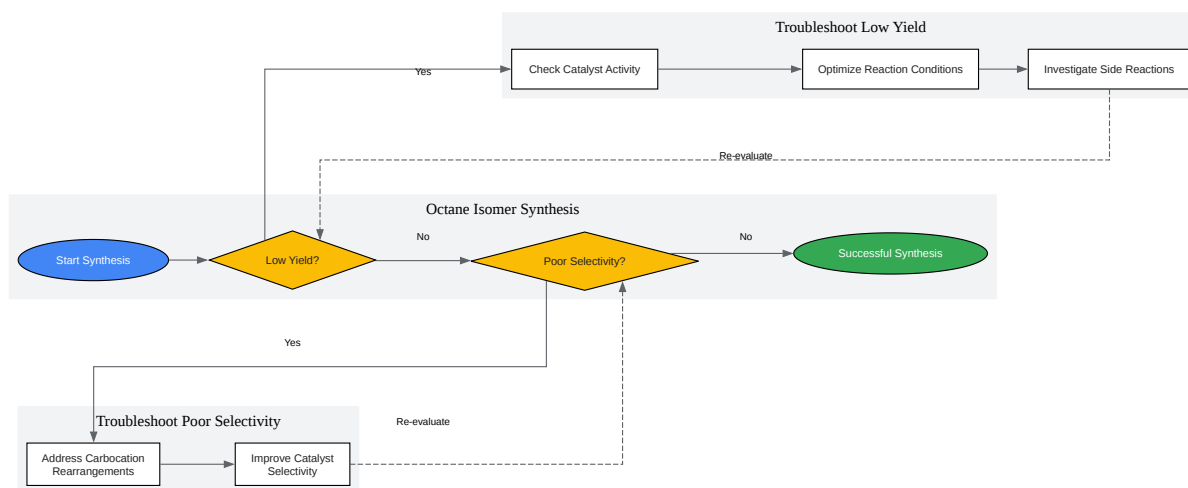 Troubleshoot Low Yield
Yes
Check Catalyst Activity
Optimize Reaction Conditions
Investigate Side Reactions
Re-evaluate
Octane Isomer Synthesis
Start Synthesis
Low Yield?
No
Poor Selectivity?
No
Successful Synthesis
Yes
Troubleshoot Poor Selectivity
Re-evaluate
Address Carbocation
Rearrangements
Improve Catalyst
Selectivity